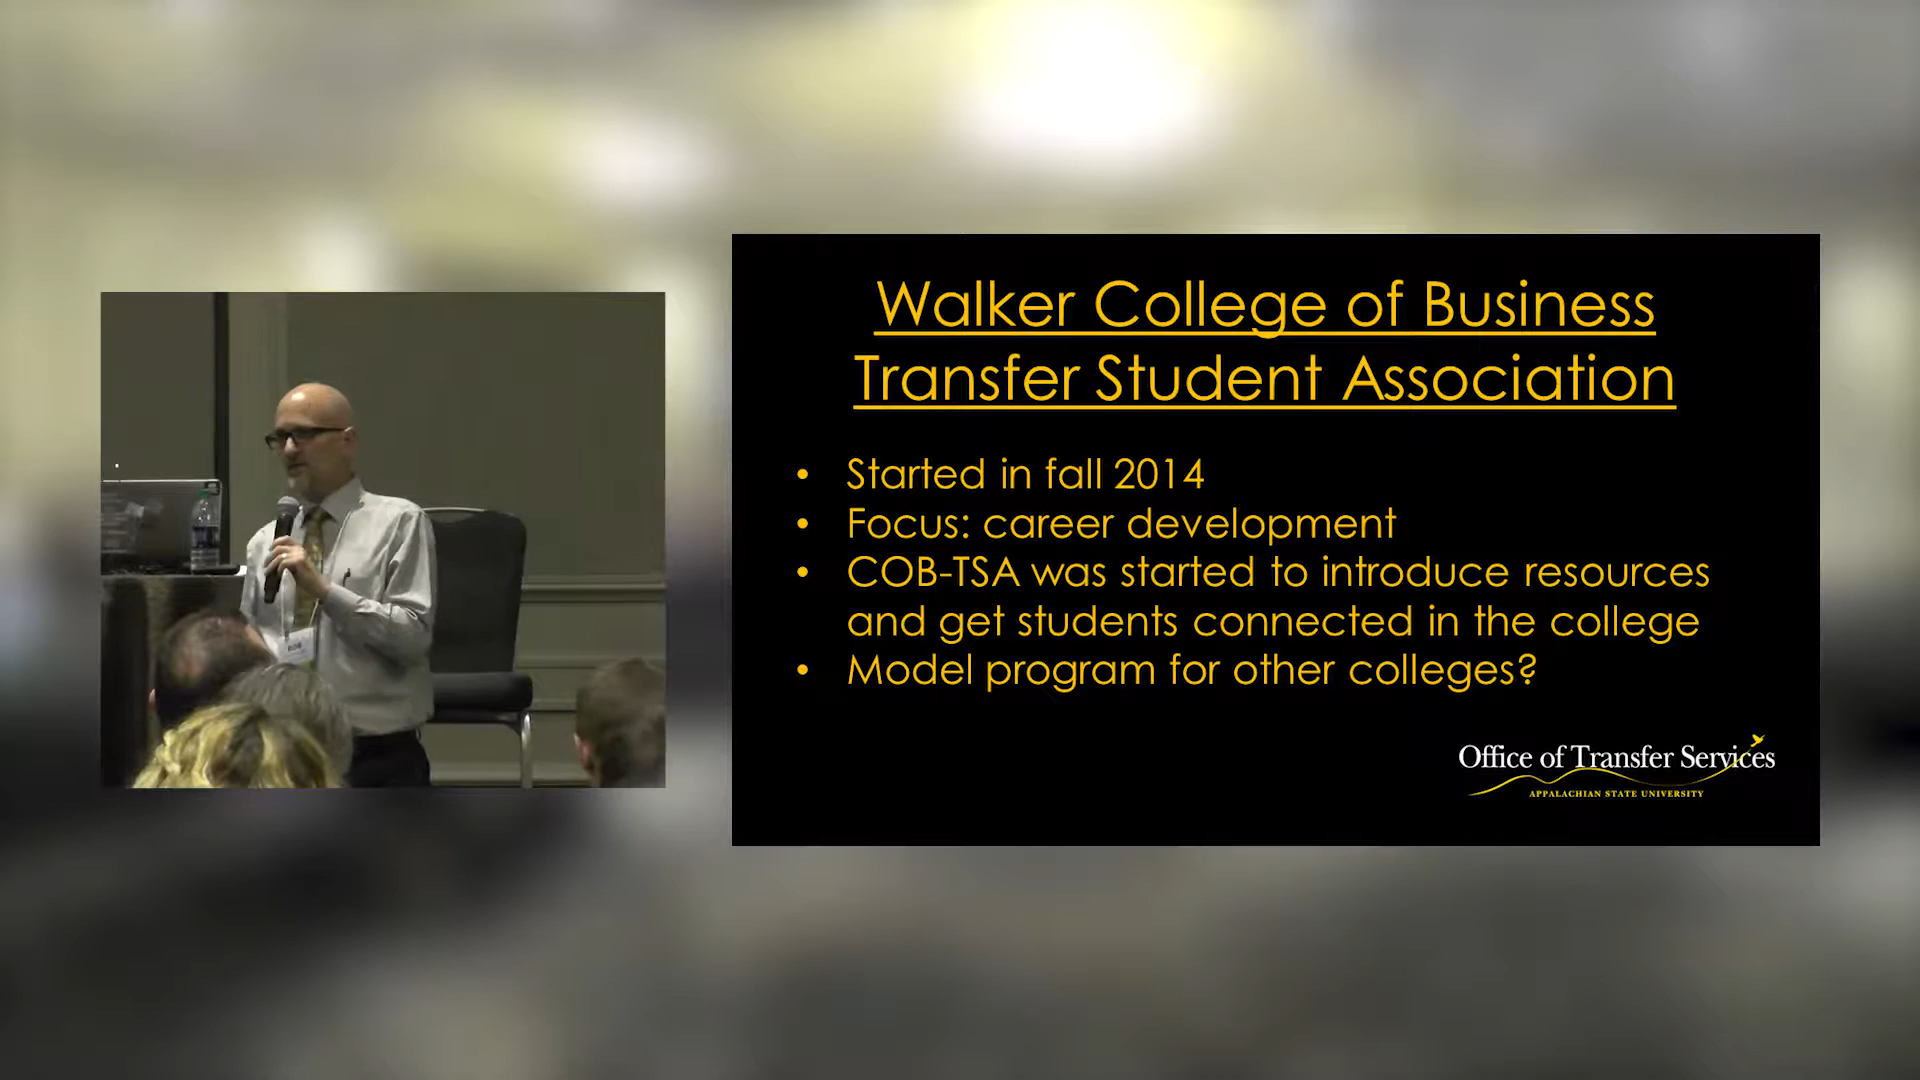 Walker College of Business
Transfer Student Association
• Started in fall 2014
• Focus: career development
• COB-TSA was started to introduce resources
and get students connected in the college
• Model program for other colleges?
Office of Transfer Services
APPALACHIAN STATE UNIVERSITY